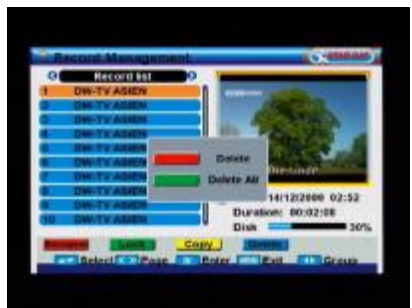 Record Management
Record list
1 DW-TV ASIEN
2 DW-TV ASIEN
3 DW-TV ASIEN
4 DW-TV ASIEN
5 DW-TV ASIEN
6 DW-TV ASIEN
7 DW-TV ASIEN
8 DW-TV ASIEN
9 DW-TV ASIEN
10 DW-TV ASIEN
Delete
Delete All
14/12/2008 02:52
Duration: 00:02:08
Disk 30%
Rename Lock Copy Delete
Select Page Enter Exit Group